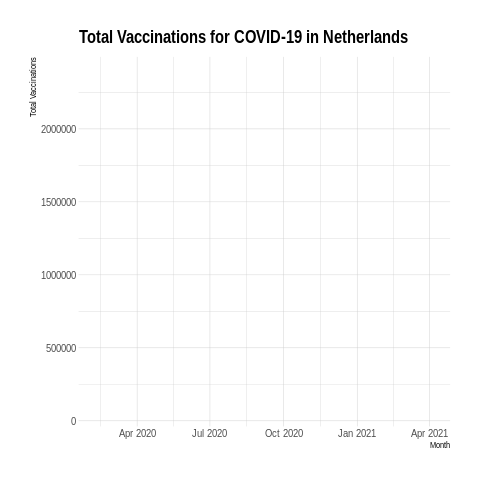 Total Vaccinations for COVID-19 in Netherlands
Total Vaccinations
2000000
1500000
1000000
500000
0
Apr 2020 Jul 2020 Oct 2020 Jan 2021 Apr 2021
Month